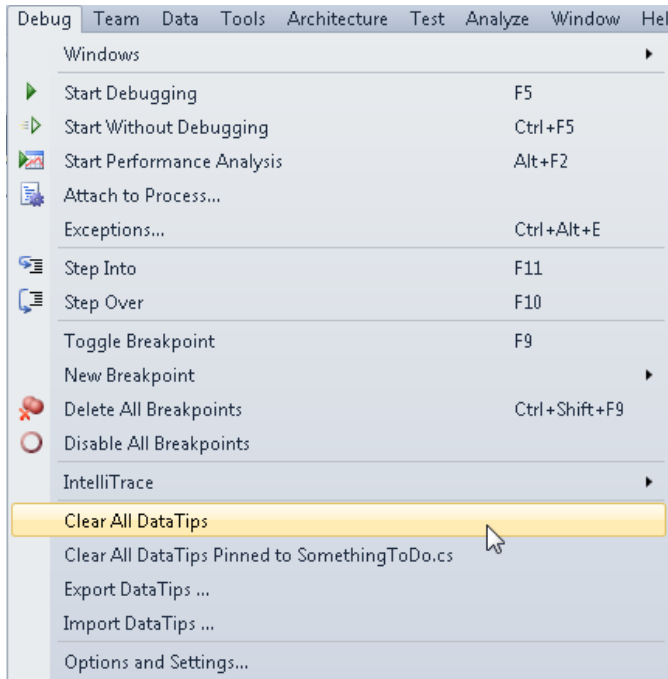 Debug Team Data Tools Architecture Test Analyze Window Hel
Windows
Start Debugging F5
Start Without Debugging Ctrl+F5
Start Performance Analysis Alt+F2
Attach to Process...
Exceptions... Ctrl+Alt+E
Step Into F11
Step Over F10
Toggle Breakpoint F9
New Breakpoint
Delete All Breakpoints Ctrl+Shift+F9
Disable All Breakpoints
IntelliTrace
Clear All DataTips
Clear All DataTips Pinned to SomethingToDo.cs
Export DataTips ...
Import DataTips ...
Options and Settings...